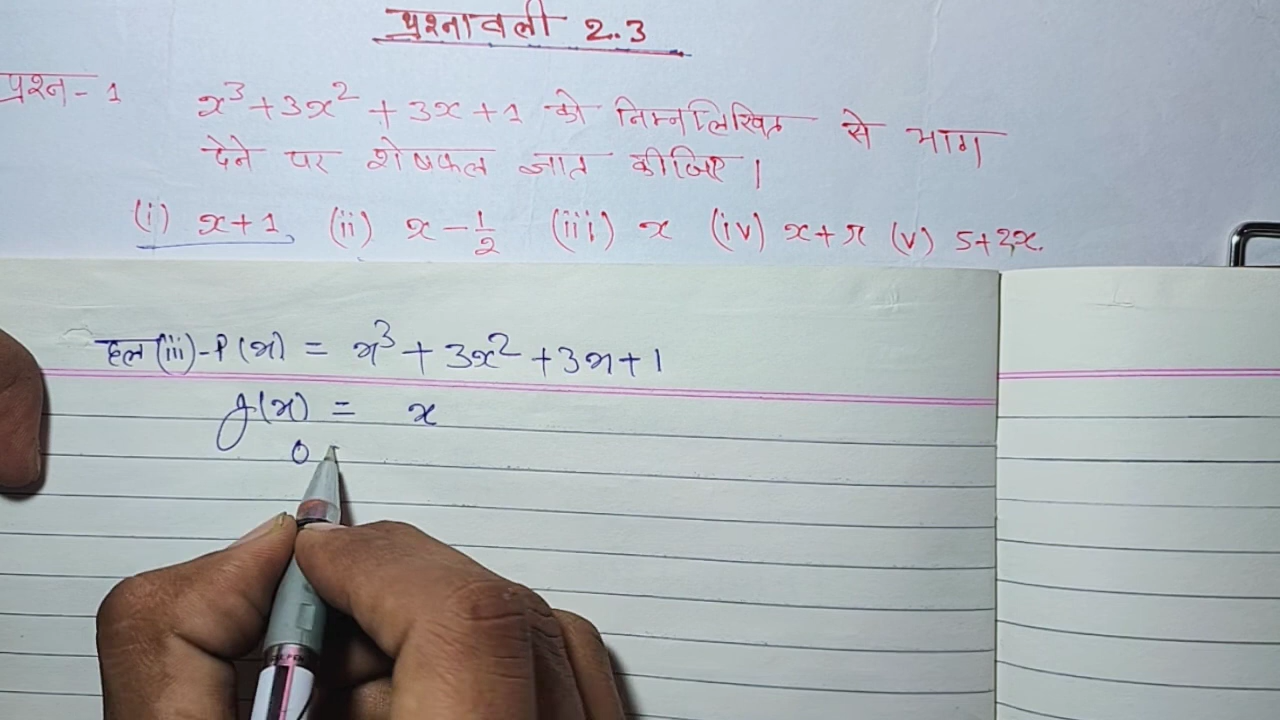 प्रश्नावली 2.3
प्रश्न-1 x³+3x²+3x+1 को निम्नलिखित से भाग
देने पर शेषफल ज्ञात कीजिए।
(i) x+1, (ii) x-1/2 (iii) x (iv) x+π (v) 5+2x.
हल (iii)-P(x) = x³+3x²+3x+1
g(x) = x
0